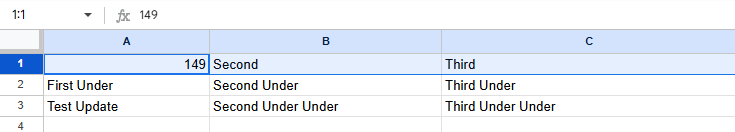 1:1 fx 149
A B C
1 149 Second Third
2 First Under Second Under Third Under
3 Test Update Second Under Under Third Under Under
4